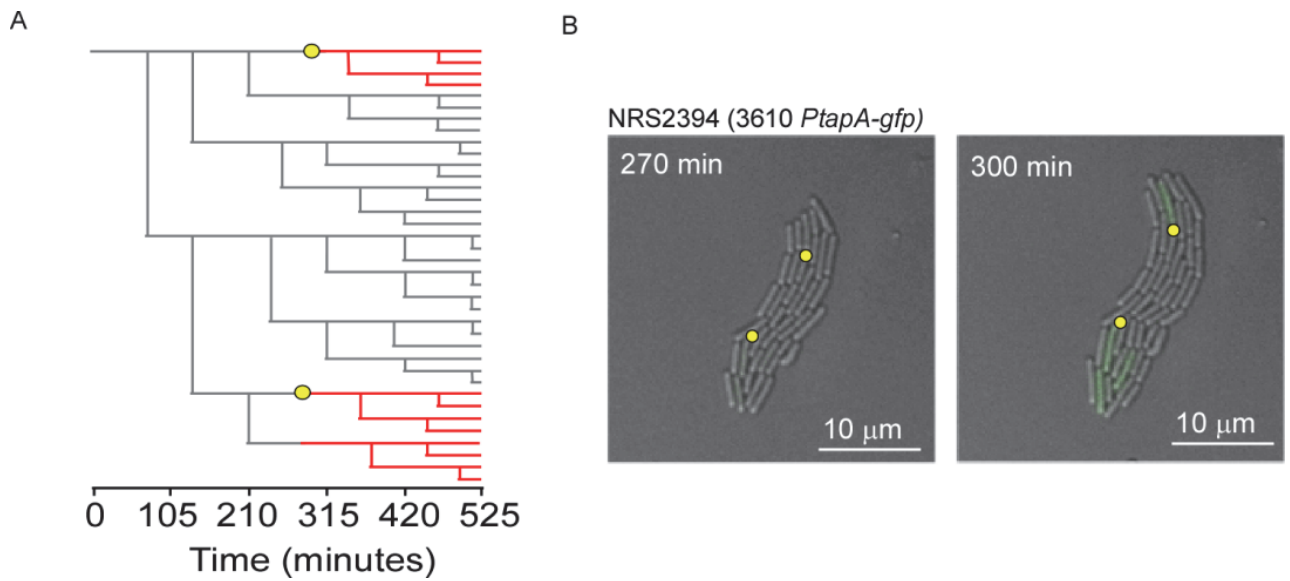 A
B
NRS2394 (3610 PtapA-gfp)
270 min
300 min
10 μm
10 μm
0 105 210 315 420 525
Time (minutes)